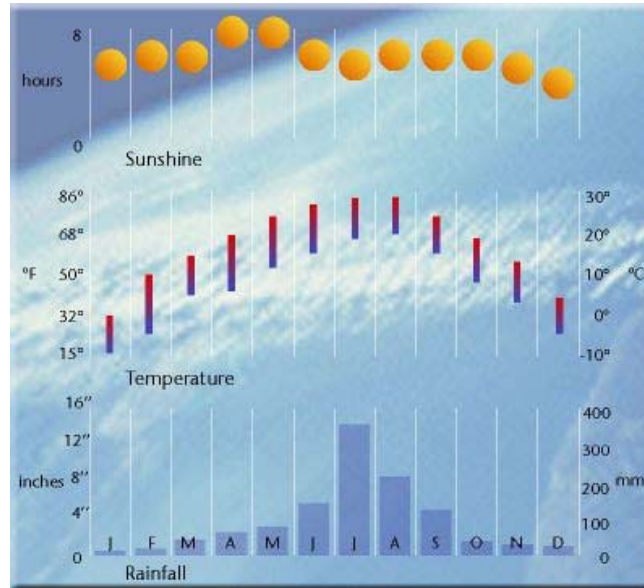 8
hours
0
Sunshine
86° 30°
68° 20°
°F 50° 10° °C
32° 0°
15° -10°
Temperature
16″ 400
12″ 300
inches 8″ 200 mm
4″ 100
0 J F M A M J J A S O N D 0
Rainfall